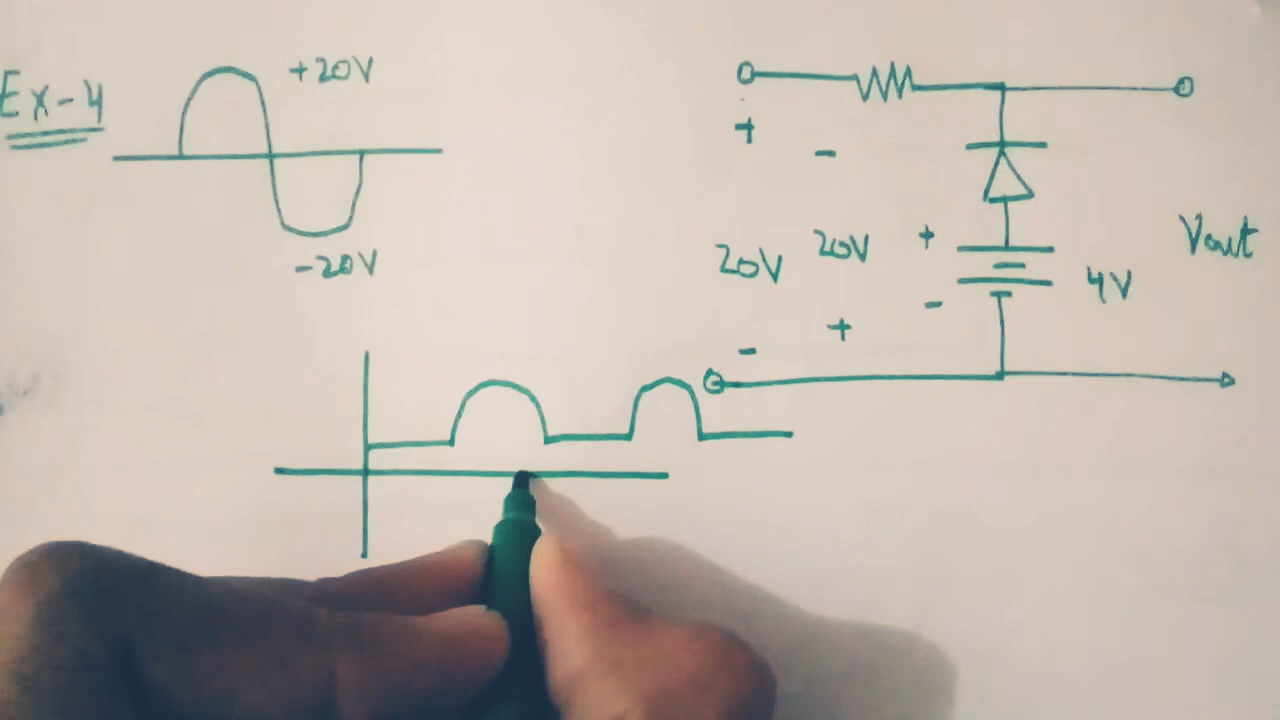 Ex-4
+20V
-20V
+ -
20V 20V +
4V
-
- +
Vout